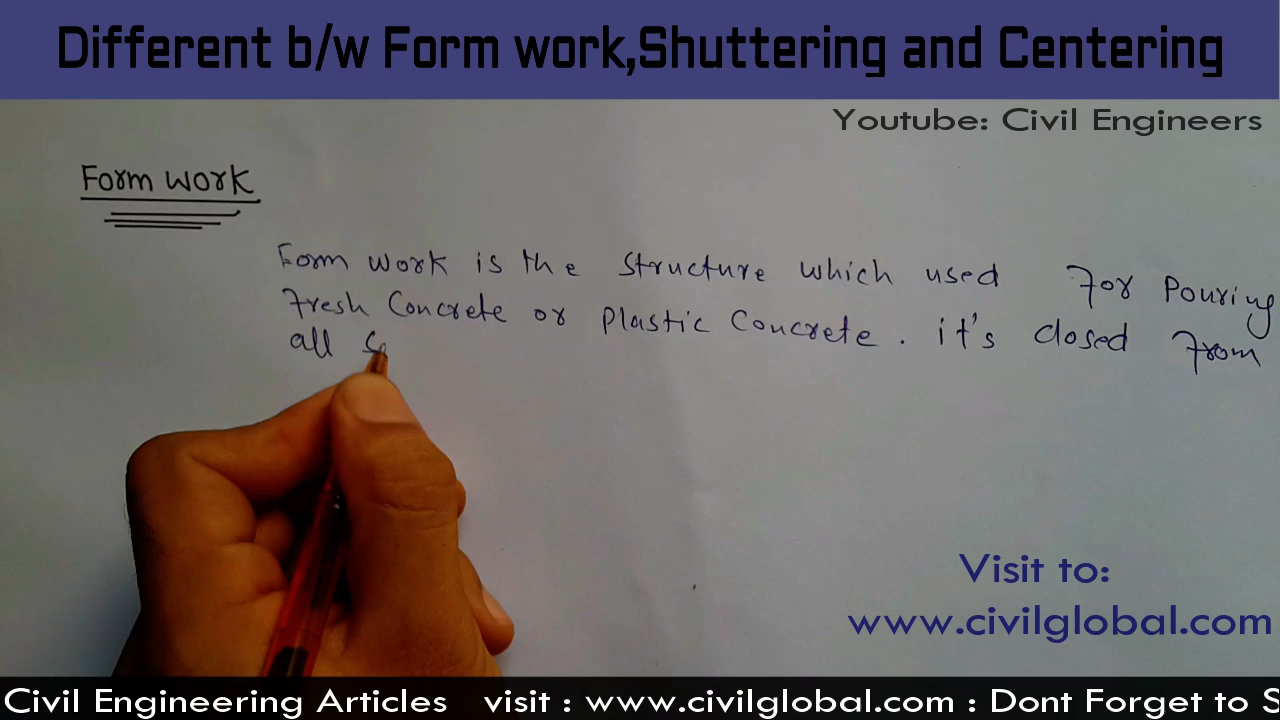 Different b/w Form work,Shuttering and Centering
Youtube: Civil Engineers
Form work
Form work is the structure which used for pouring
fresh concrete or plastic concrete. it's closed from
all s
Visit to:
www.civilglobal.com
Civil Engineering Articles visit : www.civilglobal.com : Dont Forget to S